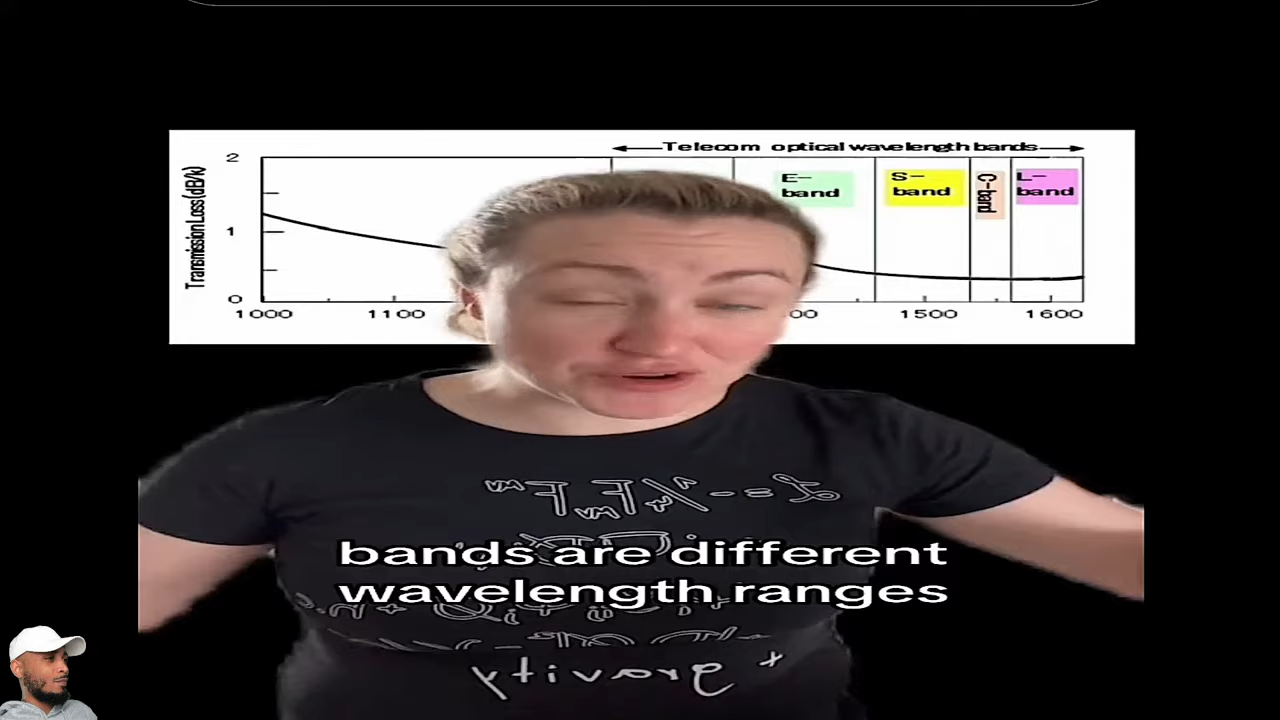 Telecom optical wavelength bands
Transmission Loss (dB/k)
2
1
0
E-
band
S-
band
C-band
L-
band
1000
1100
1500
1600
bands are different
wavelength ranges
+ gravity